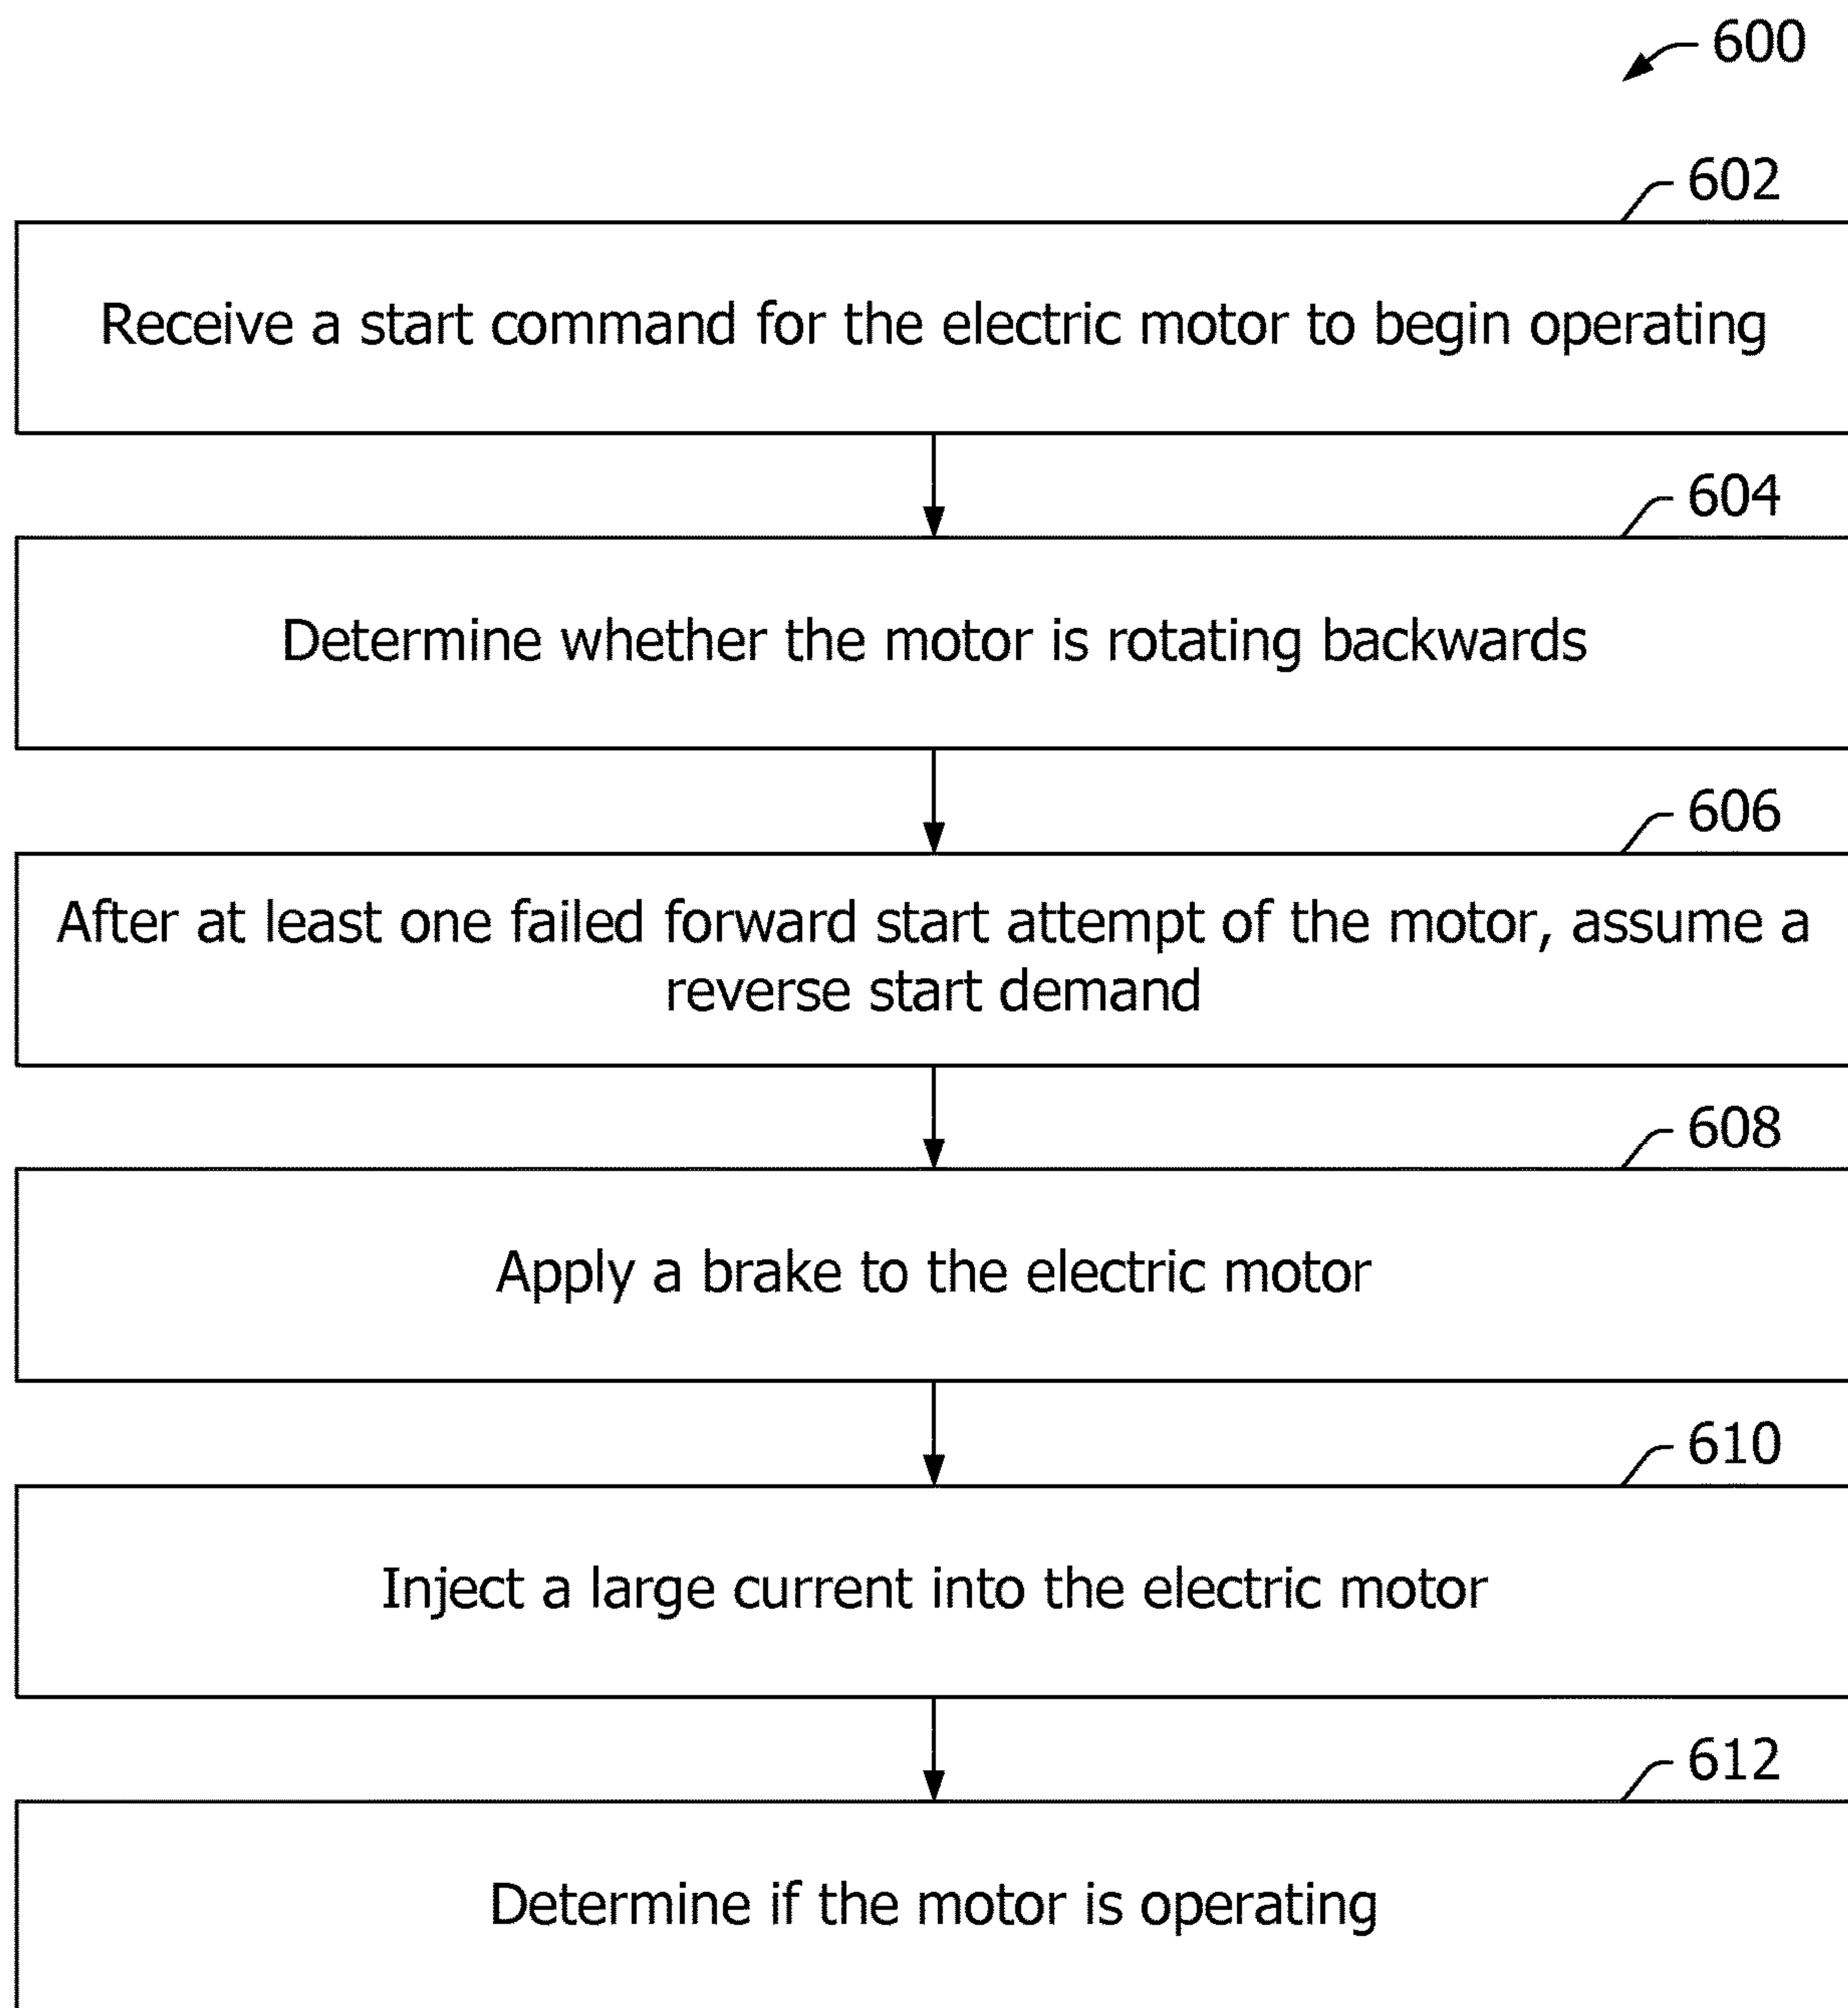 600
602
Receive a start command for the electric motor to begin operating
604
Determine whether the motor is rotating backwards
606
After at least one failed forward start attempt of the motor, assume a
reverse start demand
608
Apply a brake to the electric motor
610
Inject a large current into the electric motor
612
Determine if the motor is operating